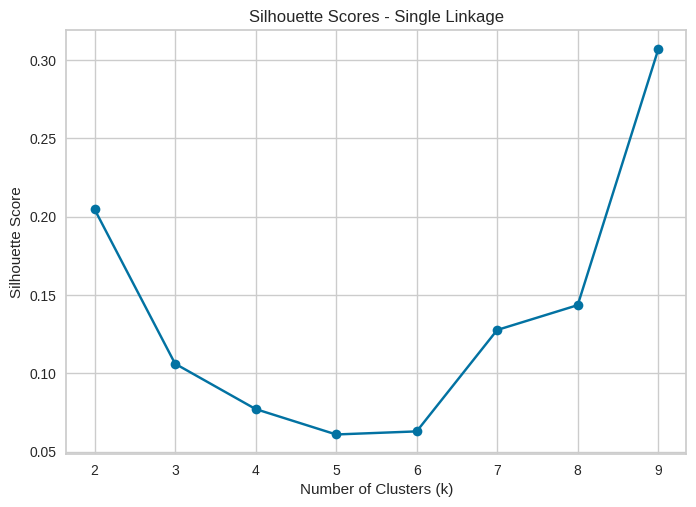 Silhouette Scores - Single Linkage
Silhouette Score
0.30
0.25
0.20
0.15
0.10
0.05
2 3 4 5 6 7 8 9
Number of Clusters (k)